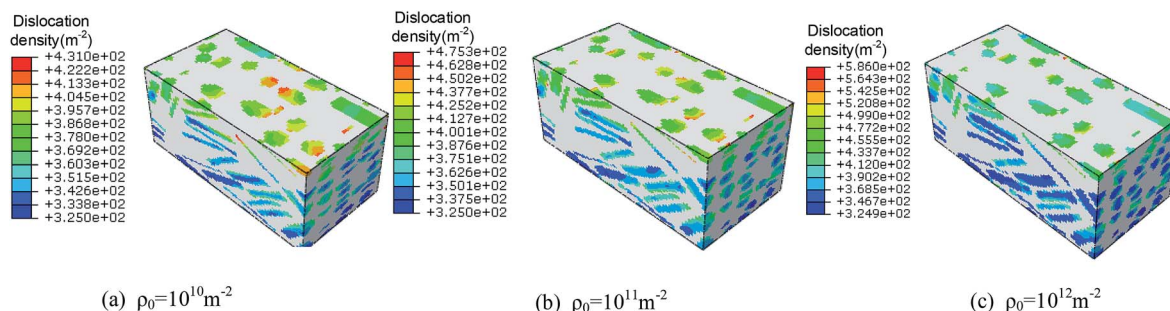 Dislocation
density(m-2)
+4.310e+02
+4.222e+02
+4.133e+02
+4.045e+02
+3.957e+02
+3.868e+02
+3.780e+02
+3.692e+02
+3.603e+02
+3.515e+02
+3.426e+02
+3.338e+02
+3.250e+02
(a) ρ0=10^10m^-2
Dislocation
density(m-2)
+4.753e+02
+4.628e+02
+4.502e+02
+4.377e+02
+4.252e+02
+4.127e+02
+4.001e+02
+3.876e+02
+3.751e+02
+3.626e+02
+3.501e+02
+3.375e+02
+3.250e+02
(b) ρ0=10^11m^-2
Dislocation
density(m-2)
+5.860e+02
+5.643e+02
+5.425e+02
+5.208e+02
+4.990e+02
+4.772e+02
+4.555e+02
+4.337e+02
+4.120e+02
+3.902e+02
+3.685e+02
+3.467e+02
+3.249e+02
(c) ρ0=10^12m^-2